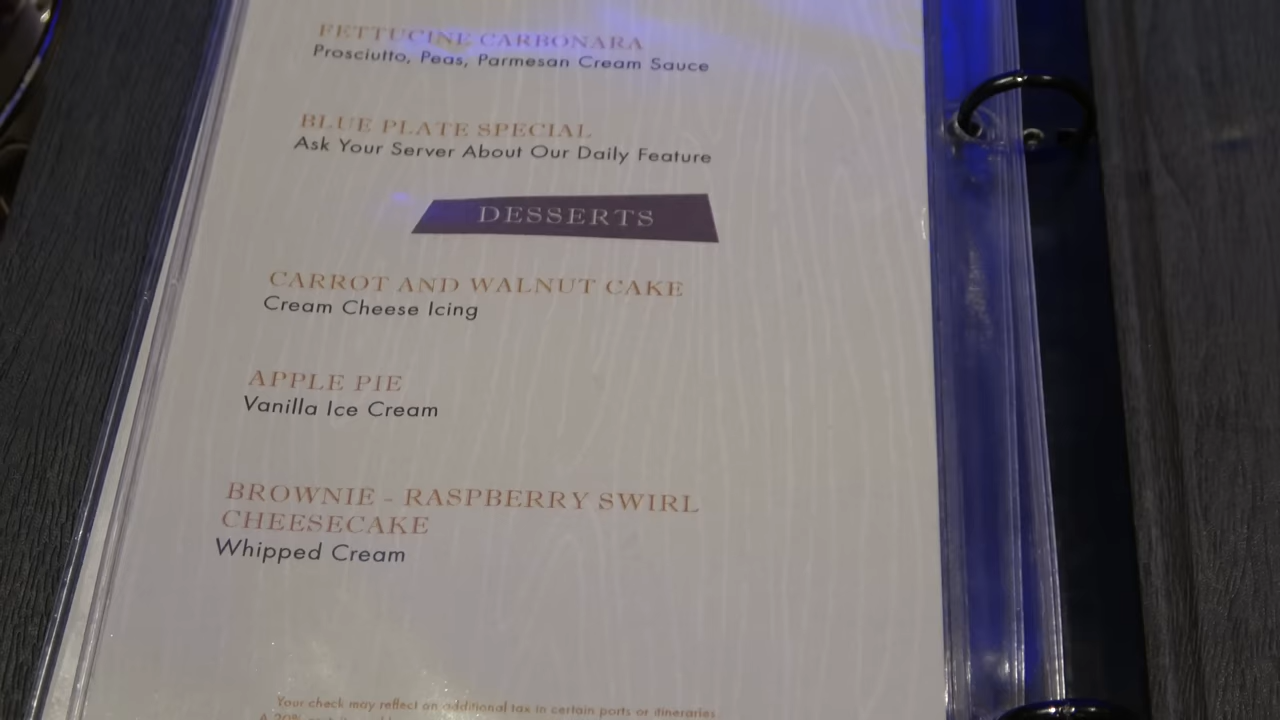 FETTUCINE CARBONARA
Prosciutto, Peas, Parmesan Cream Sauce
BLUE PLATE SPECIAL
Ask Your Server About Our Daily Feature
DESSERTS
CARROT AND WALNUT CAKE
Cream Cheese Icing
APPLE PIE
Vanilla Ice Cream
BROWNIE - RASPBERRY SWIRL
CHEESECAKE
Whipped Cream
Your check may reflect an additional tax in certain ports or itineraries
A 20%